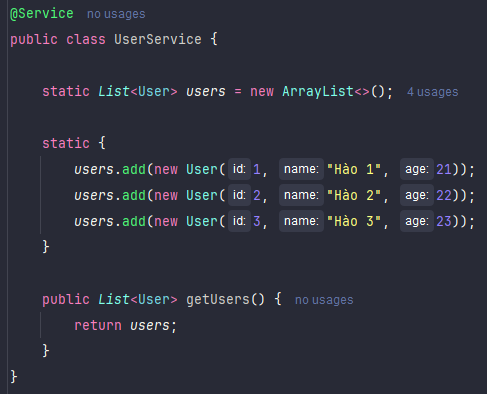 @Service no usages
public class UserService {
static List<User> users = new ArrayList<>(); 4 usages
static {
users.add(new User( id: 1, name: "Hào 1", age: 21));
users.add(new User( id: 2, name: "Hào 2", age: 22));
users.add(new User( id: 3, name: "Hào 3", age: 23));
}
public List<User> getUsers() { no usages
return users;
}
}